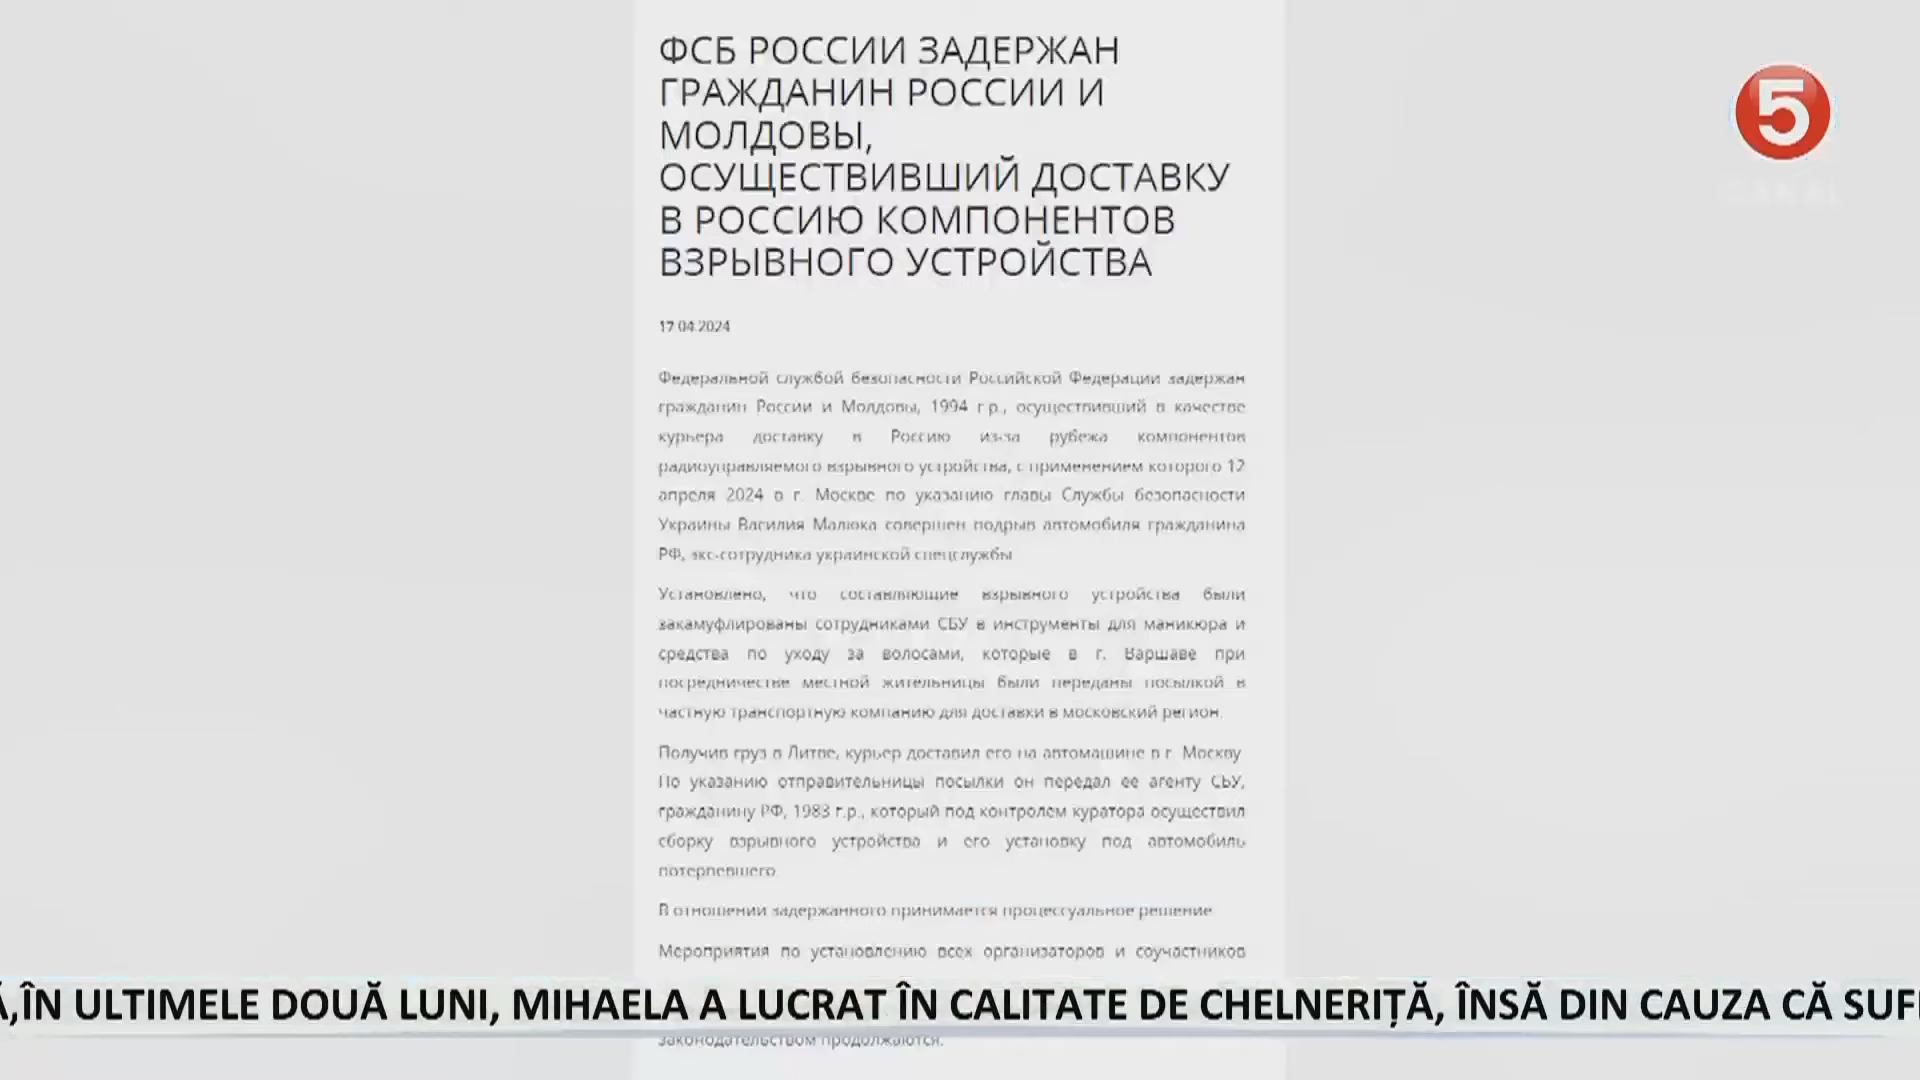 ФСБ РОССИИ ЗАДЕРЖАН
ГРАЖДАНИН РОССИИ И
МОЛДОВЫ,
ОСУЩЕСТВИВШИЙ ДОСТАВКУ
В РОССИЮ КОМПОНЕНТОВ
ВЗРЫВНОГО УСТРОЙСТВА
5
17.04.2024
Федеральной службой безопасности Российской Федерации задержан
гражданин России и Молдовы, 1994 г.р., осуществивший в качестве
курьера доставку в Россию из-за рубежа компонентов
радиоуправляемого взрывного устройства, с применением которого 12
апреля 2024 в г. Москве по указанию главы Службы безопасности
Украины Василия Малюка совершен подрыв автомобиля гражданина
РФ, экс-сотрудника украинской спецслужбы.
Установлено, что составляющие взрывного устройства были
закамуфлированы сотрудниками СБУ в инструменты для маникюра и
средства по уходу за волосами, которые в г. Варшаве при
посредничестве местной жительницы были переданы посылкой в
частную транспортную компанию для доставки в московский регион.
Получив груз в Литве, курьер доставил его на автомашине в г. Москву.
По указанию отправительницы посылки он передал ее агенту СБУ,
гражданину РФ, 1983 г.р., который под контролем куратора осуществил
сборку взрывного устройства и его установку под автомобиль
потерпевшего.
В отношении задержанного принимается процессуальное решение.
Мероприятия по установлению всех организаторов и соучастников
Ă,ÎN ULTIMELE DOUĂ LUNI, MIHAELA A LUCRAT ÎN CALITATE DE CHELNERIȚĂ, ÎNSĂ DIN CAUZA CĂ SUF
законодательством продолжаются.